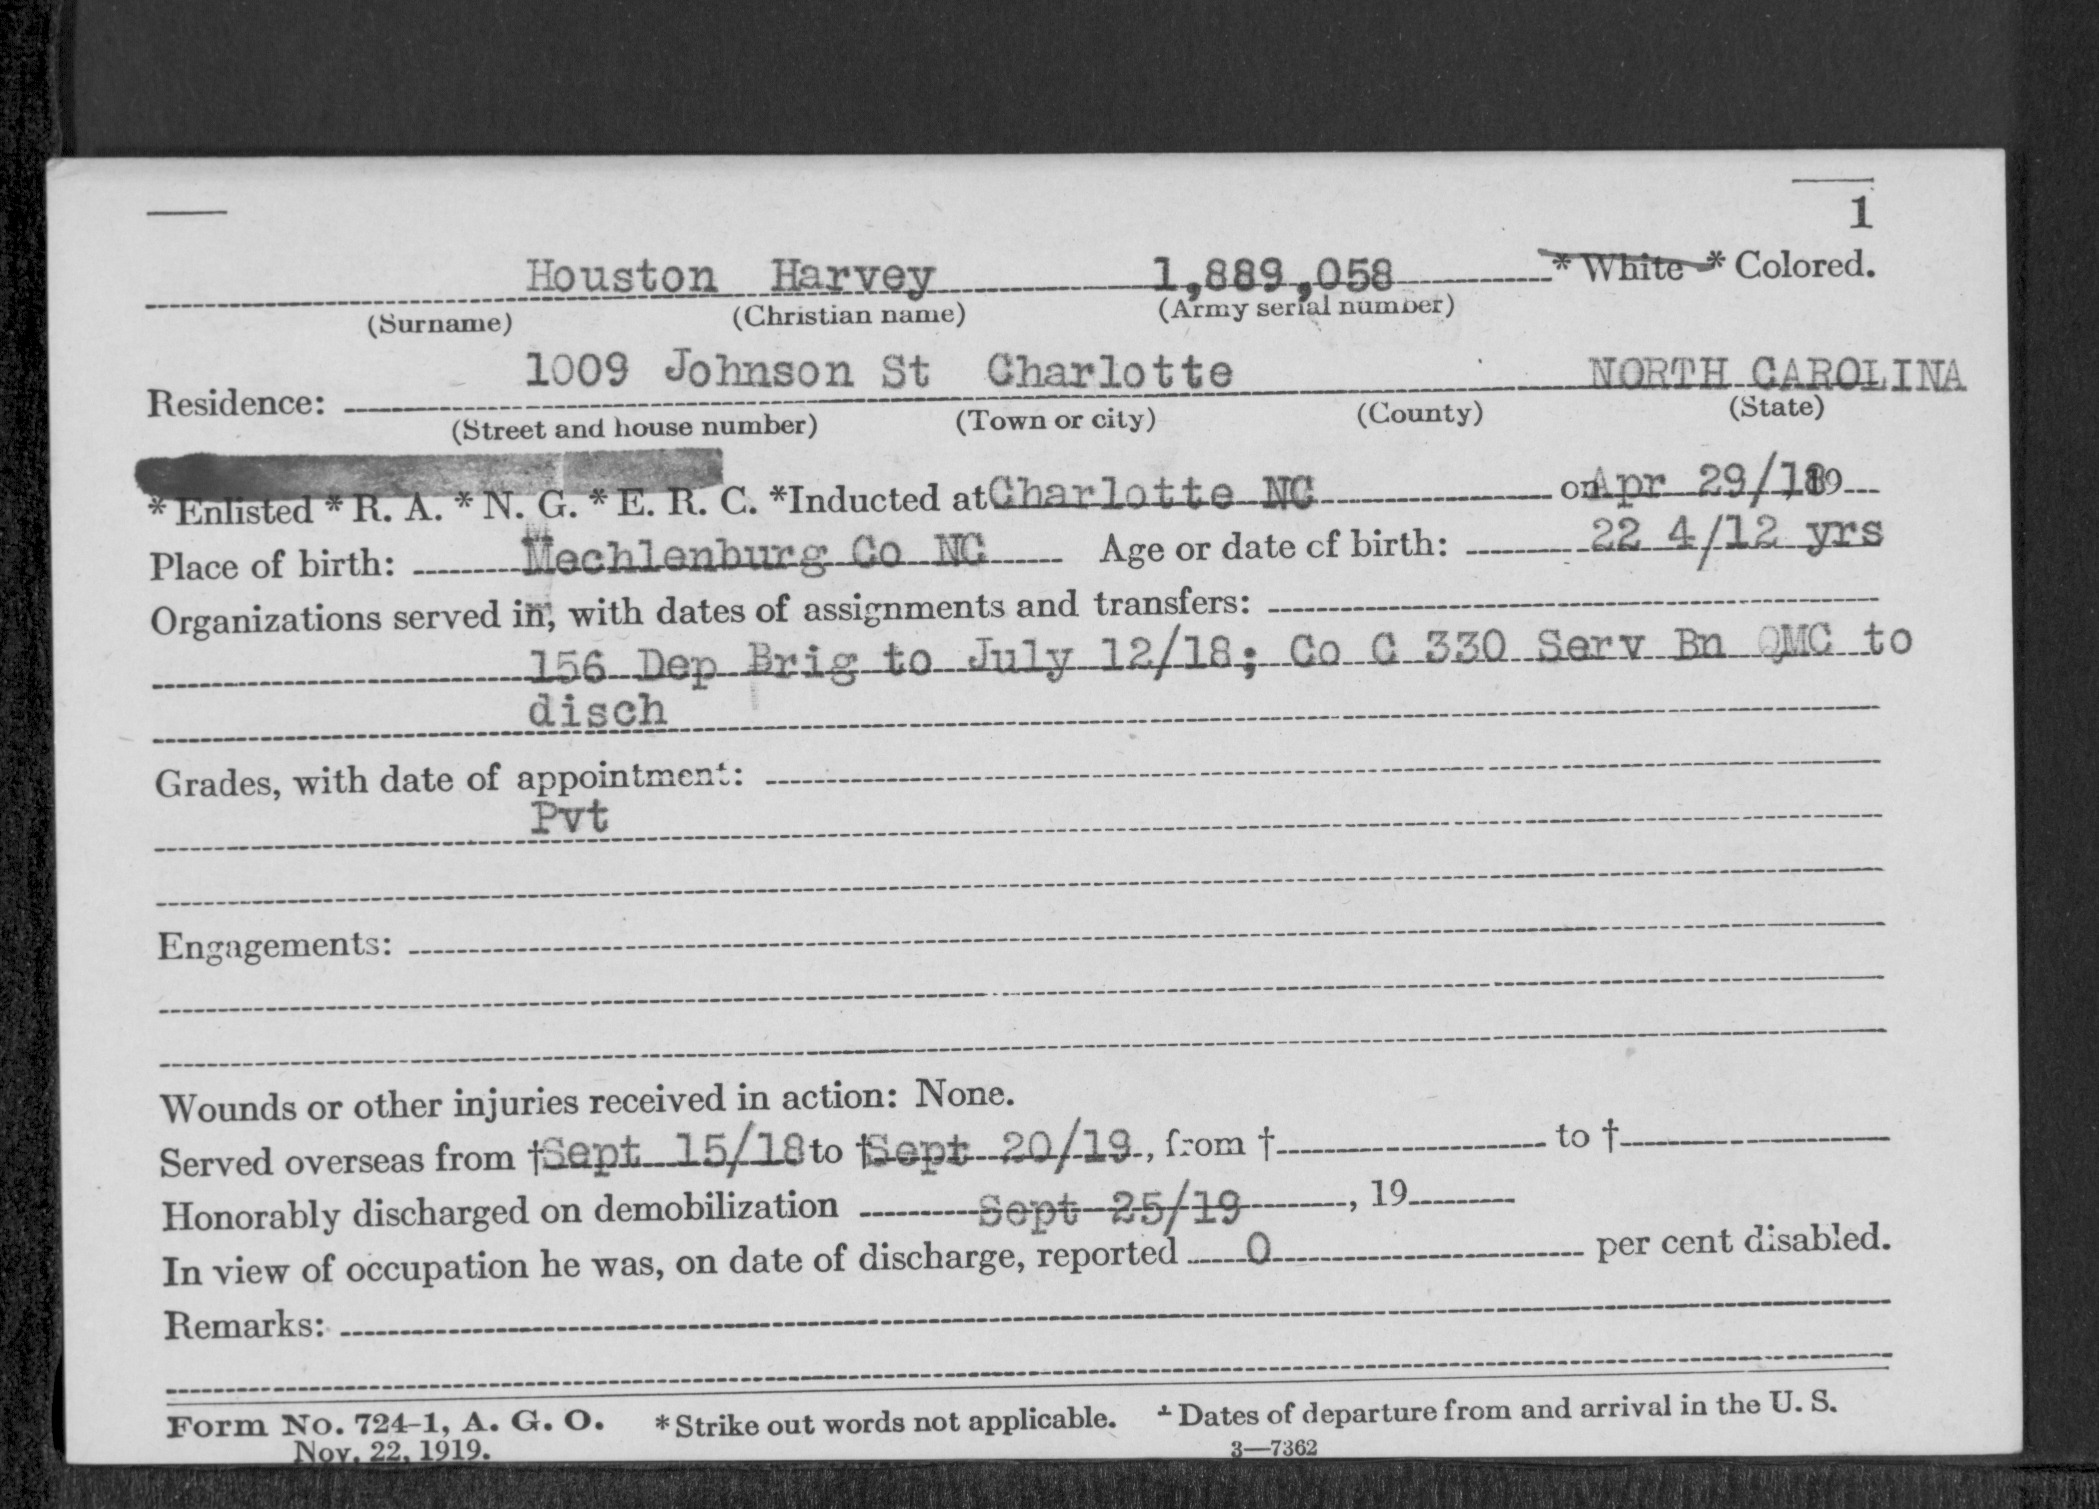 1
Houston Harvey 1,889,058 * White * Colored.
(Surname) (Christian name) (Army serial number)
1009 Johnson St Charlotte NORTH CAROLINA
Residence:
(Street and house number) (Town or city) (County) (State)
* Enlisted * R. A. * N. G. * E. R. C. *Inducted at Charlotte NC on Apr 29/18 19
Place of birth: Mechlenburg Co NC Age or date of birth: 22 4/12 yrs
Organizations served in, with dates of assignments and transfers:
156 Dep Brig to July 12/18; Co C 330 Serv Bn QMC to
disch
Grades, with date of appointment:
Pvt
Engagements:
Wounds or other injuries received in action: None.
Served overseas from † Sept 15/18 to † Sept 20/19, from † to †
Honorably discharged on demobilization Sept 25/19, 19
In view of occupation he was, on date of discharge, reported 0 per cent disabled.
Remarks:
Form No. 724-1, A. G. O. * Strike out words not applicable. † Dates of departure from and arrival in the U. S.
Nov. 22, 1919. 3—7362